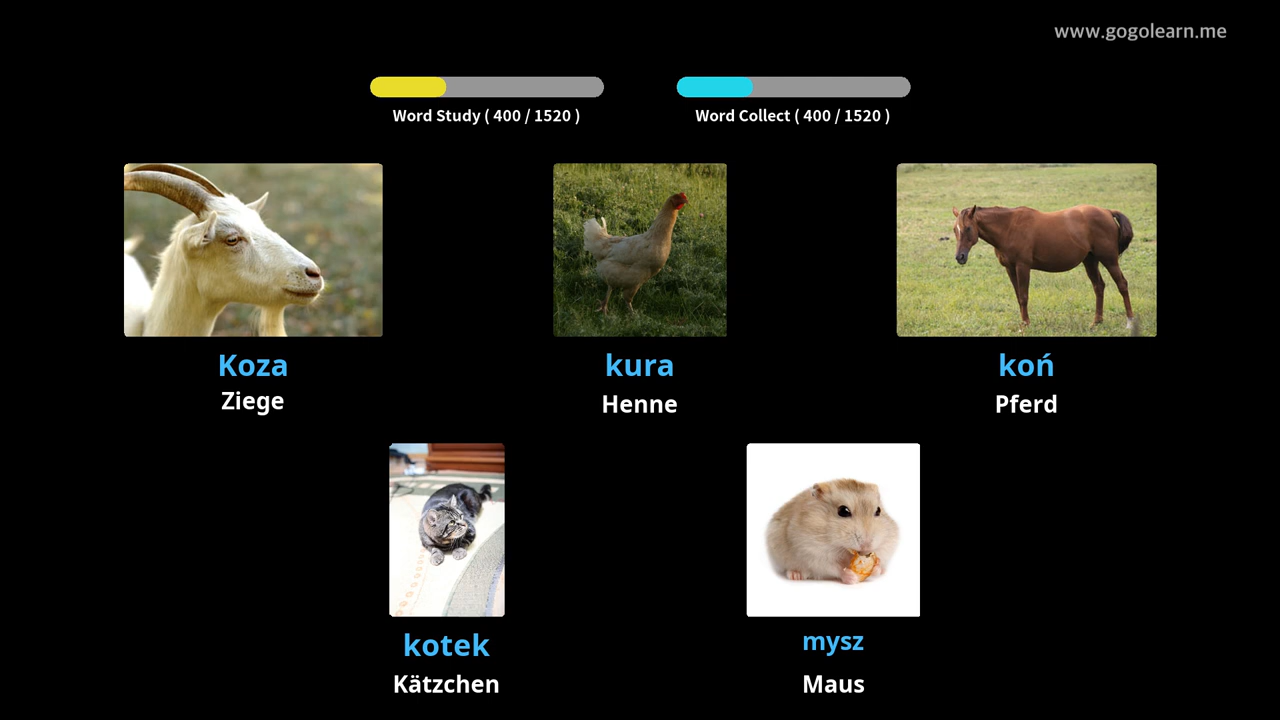 www.gogolearn.me
Word Study ( 400 / 1520 )
Word Collect ( 400 / 1520 )
Koza
Ziege
kura
Henne
koń
Pferd
kotek
Kätzchen
mysz
Maus